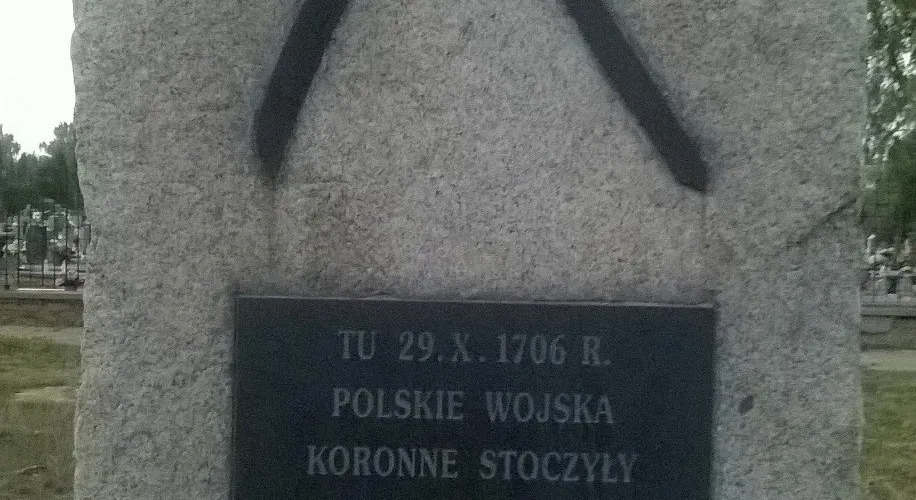 TU 29.X.1706 R.
POLSKIE WOJSKA
KORONNE STOCZYŁY